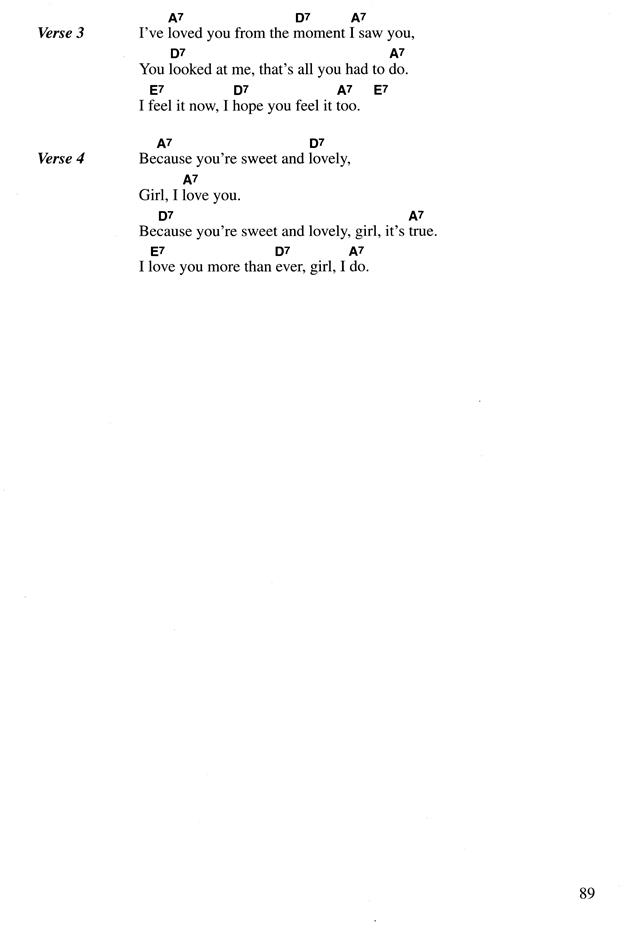 A7 D7 A7
Verse 3 I've loved you from the moment I saw you,
D7 A7
You looked at me, that's all you had to do.
E7 D7 A7 E7
I feel it now, I hope you feel it too.
A7 D7
Verse 4 Because you're sweet and lovely,
A7
Girl, I love you.
D7 A7
Because you're sweet and lovely, girl, it's true.
E7 D7 A7
I love you more than ever, girl, I do.
89